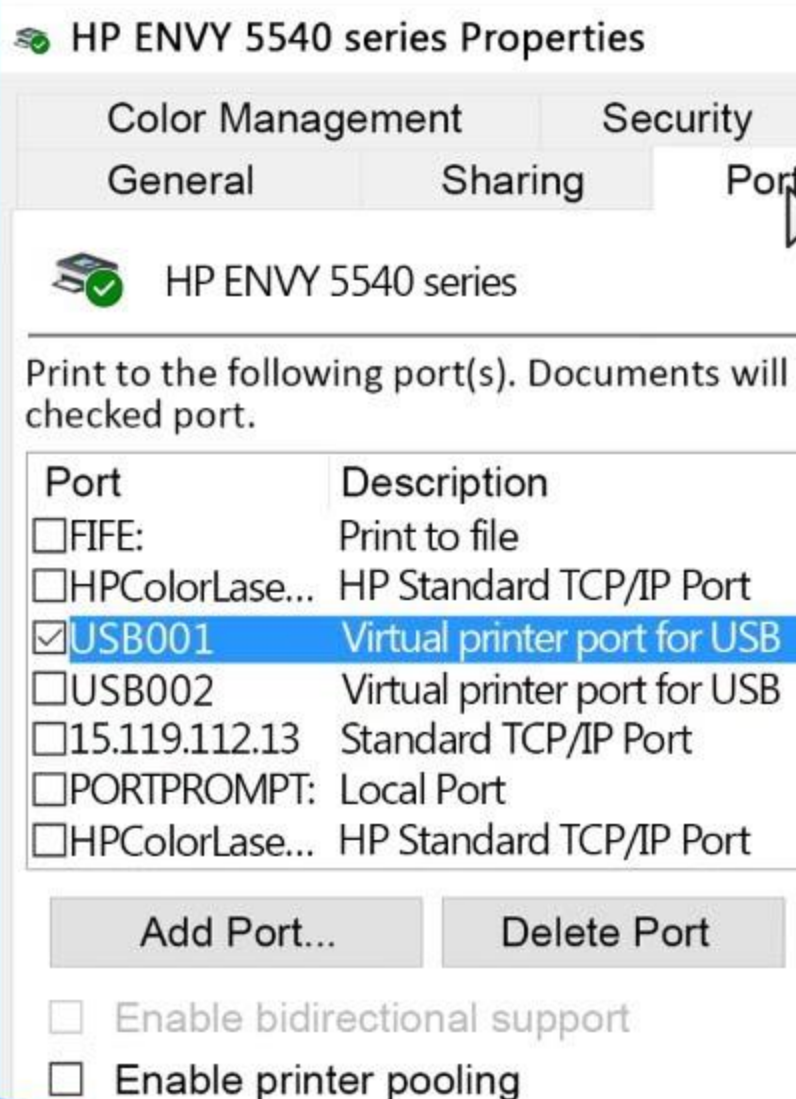 HP ENVY 5540 series Properties
Color Management Security
General Sharing
HP ENVY 5540 series
Print to the following port(s). Documents will
checked port.
Port Description
FIFE: Print to file
HPColorLase... HP Standard TCP/IP Port
USB001 Virtual printer port for USB
USB002 Virtual printer port for USB
15.119.112.13 Standard TCP/IP Port
PORTPROMPT: Local Port
HPColorLase... HP Standard TCP/IP Port
Add Port... Delete Port
Enable bidirectional support
Enable printer pooling